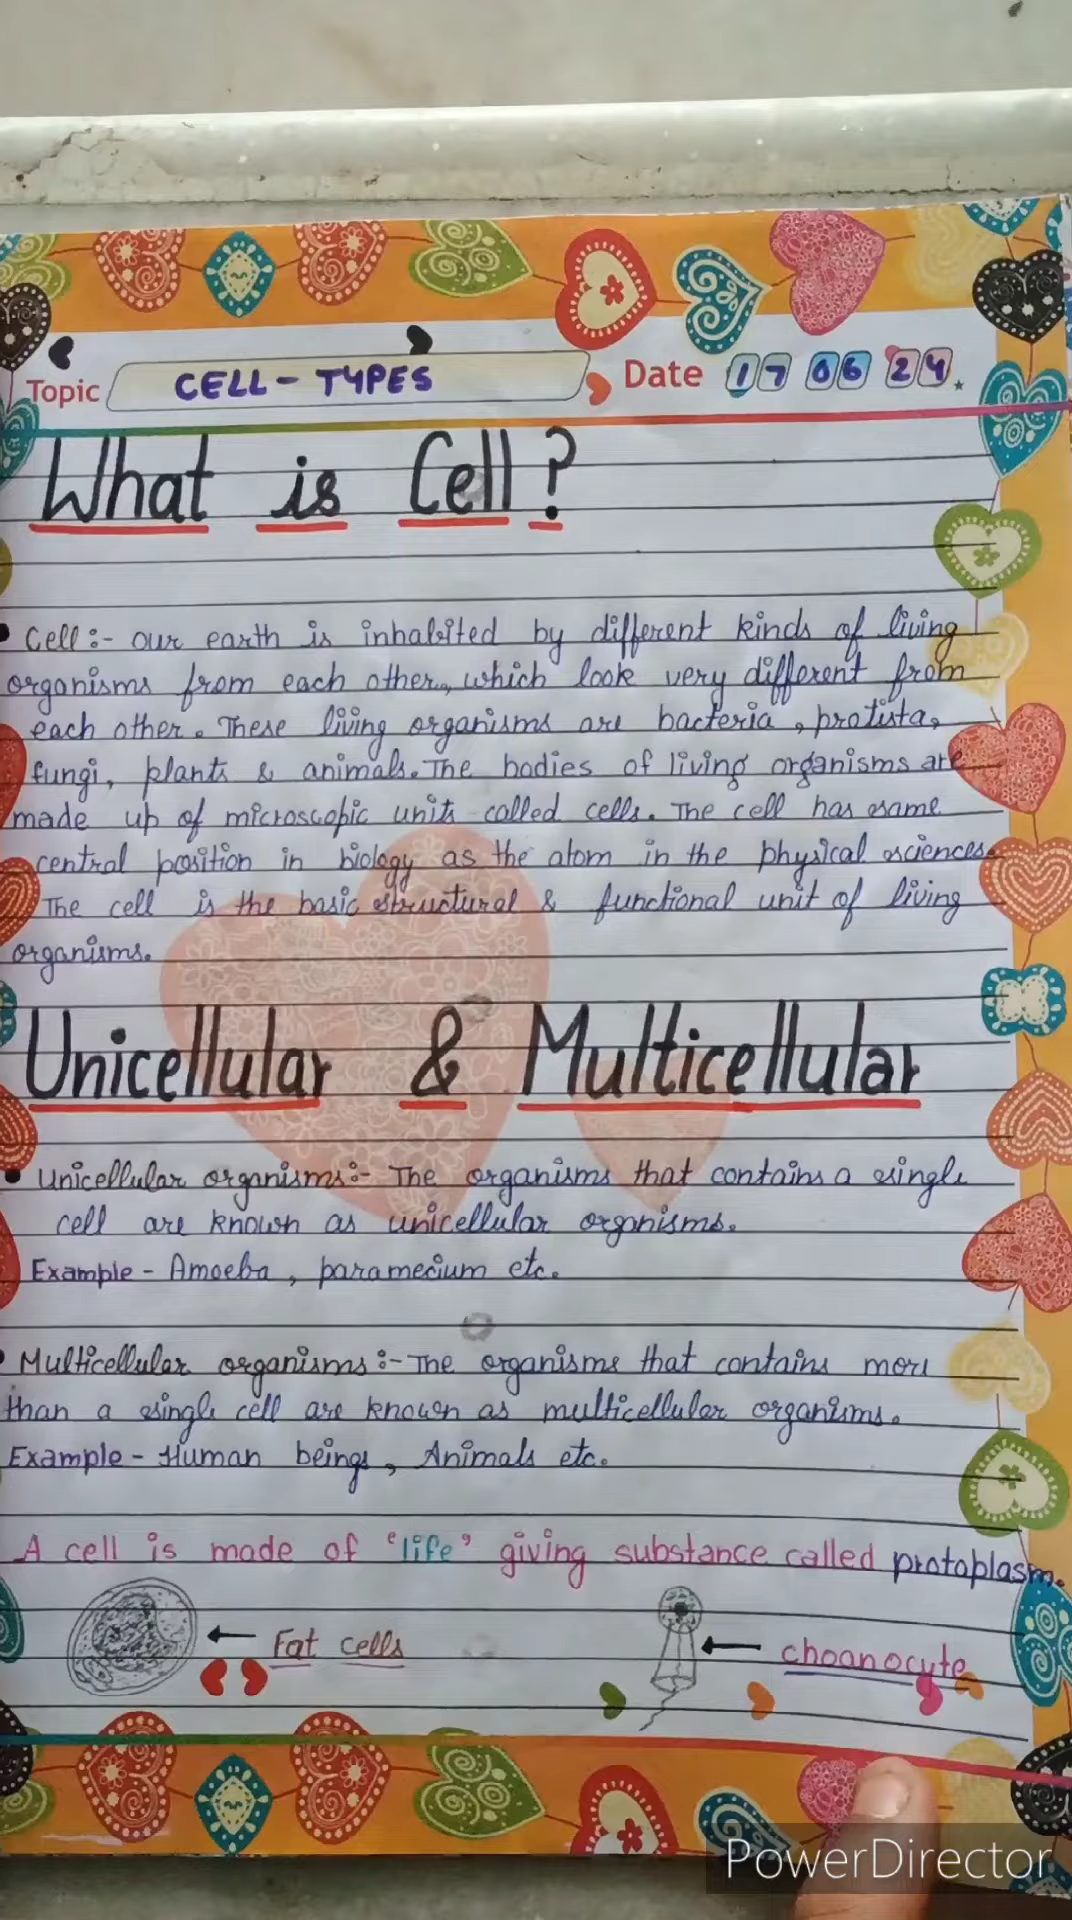 Topic CELL - TYPES Date 17 06 24
What is Cell ?
• Cell :- our earth is inhabited by different kinds of living
organisms from each other, which look very different from
each other. These living organisms are bacteria, protista,
fungi, plants & animals. The bodies of living organisms are
made up of microscopic units called cells. The cell has same
central position in biology as the atom in the physical sciences.
The cell is the basic structural & functional unit of living
organisms.
Unicellular & Multicellular
• Unicellular organisms :- The organisms that contains a single
cell are known as unicellular orgnisms.
Example - Amoeba, paramecium etc.
• Multicellular organisms :- The organisms that contains more
than a single cell are known as multicellular organisms.
Example - Human beings, Animals etc.
A cell is made of 'life' giving substance called protoplasm.
← Fat cells
← choanocyte
PowerDirector